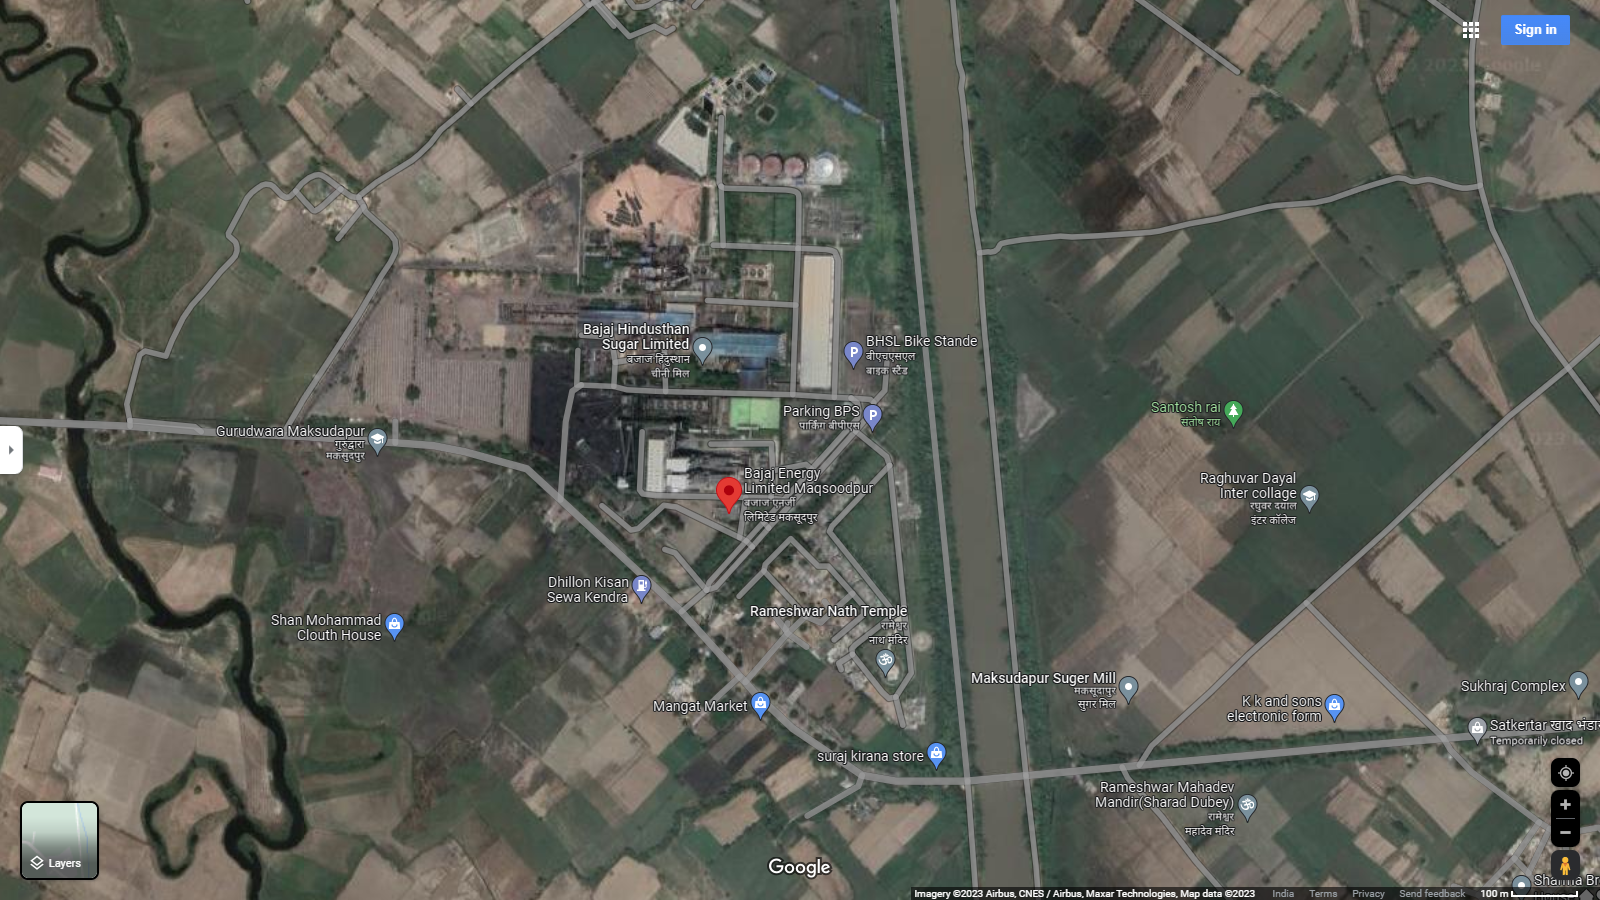 Sign in
Bajaj Hindusthan
Sugar Limited
बजाज हिंदुस्थान
चीनी मिल
BHSL Bike Stande
बीएचएसएल
बाइक स्टैंड
Parking BPS
पार्किंग बीपीएस
Santosh rai
संतोष राय
Gurudwara Maksudapur
गुरुद्वारा
मकसुदपुर
Bajaj Energy
Limited Maqsoodpur
बजाज एनर्जी
लिमिटेड मकसूदपुर
Raghuvar Dayal
Inter collage
रघुवर दयाल
इंटर कॉलेज
Dhillon Kisan
Sewa Kendra
Shan Mohammad
Clouth House
Rameshwar Nath Temple
रामेश्वर
नाथ मंदिर
Maksudapur Suger Mill
मकसूदापुर
सुगर मिल
Mangat Market
K k and sons
electronic form
Sukhraj Complex
Satkertar खाद भंडार
Temporarily closed
suraj kirana store
Rameshwar Mahadev
Mandir(Sharad Dubey)
रामेश्वर
महादेव मंदिर
Layers
Google
Sharma Br
Imagery ©2023 Airbus, CNES / Airbus, Maxar Technologies, Map data ©2023 India Terms Privacy Send feedback 100 m